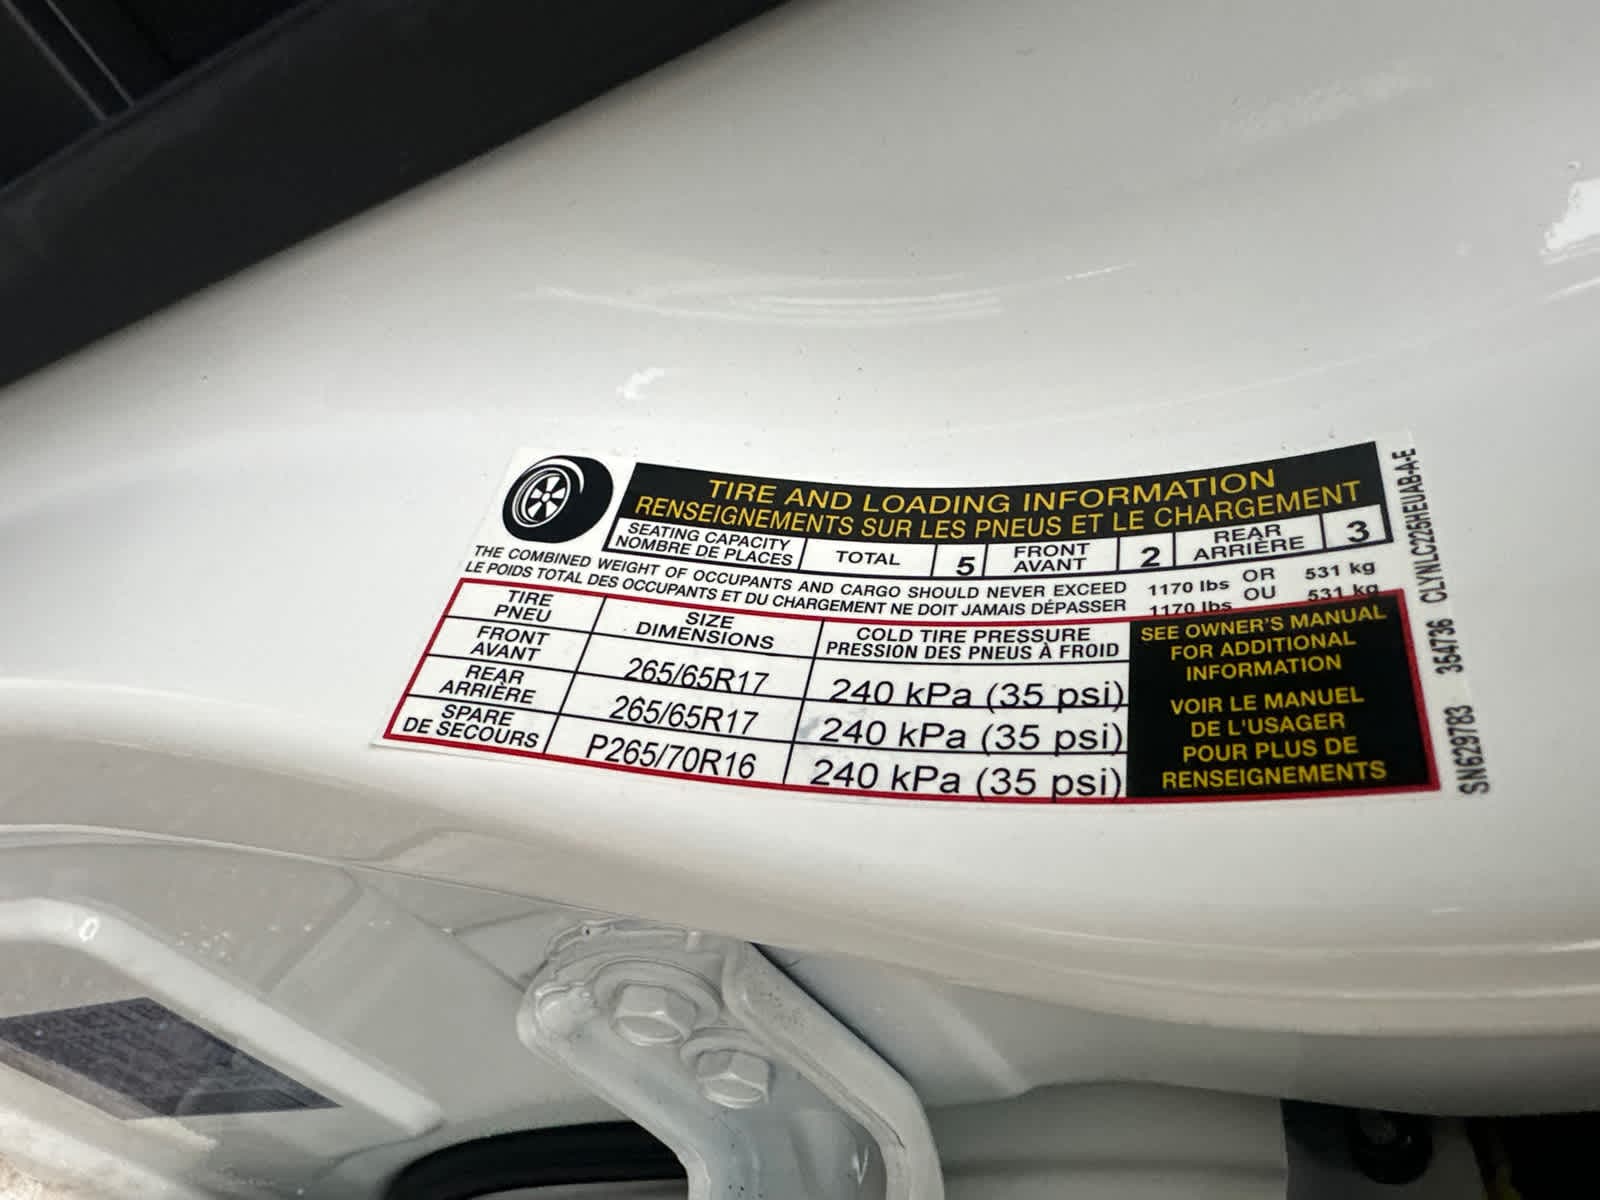 TIRE AND LOADING INFORMATION
RENSEIGNEMENTS SUR LES PNEUS ET LE CHARGEMENT
SEATING CAPACITY
NOMBRE DE PLACES
TOTAL
5
FRONT
AVANT
2
REAR
ARRIÈRE
3
THE COMBINED WEIGHT OF OCCUPANTS AND CARGO SHOULD NEVER EXCEED 1170 lbs OR 531 kg
LE POIDS TOTAL DES OCCUPANTS ET DU CHARGEMENT NE DOIT JAMAIS DÉPASSER 1170 lbs OU 531 kg
TIRE
PNEU
SIZE
DIMENSIONS
COLD TIRE PRESSURE
PRESSION DES PNEUS À FROID
FRONT
AVANT
265/65R17
240 kPa (35 psi)
REAR
ARRIÈRE
265/65R17
240 kPa (35 psi)
SPARE
DE SECOURS
P265/70R16
240 kPa (35 psi)
SEE OWNER'S MANUAL
FOR ADDITIONAL
INFORMATION
VOIR LE MANUEL
DE L'USAGER
POUR PLUS DE
RENSEIGNEMENTS
SN629783 354736 CLYNLC226HEUAB-A-E